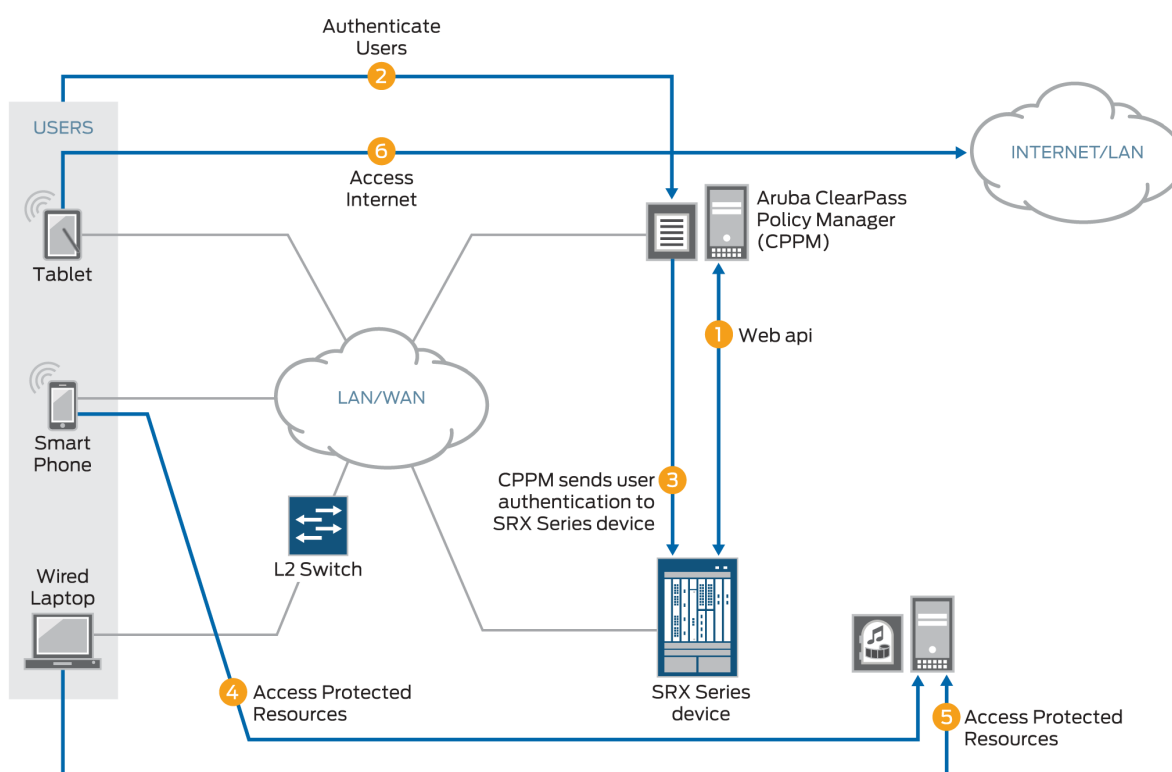 Authenticate
Users
2
USERS
6
Access
Internet
INTERNET/LAN
Aruba ClearPass
Policy Manager
(CPPM)
Tablet
1
Web api
LAN/WAN
Smart
Phone
CPPM sends user
authentication to
SRX Series device
3
L2 Switch
Wired
Laptop
4
Access Protected
Resources
SRX Series
device
5
Access Protected
Resources